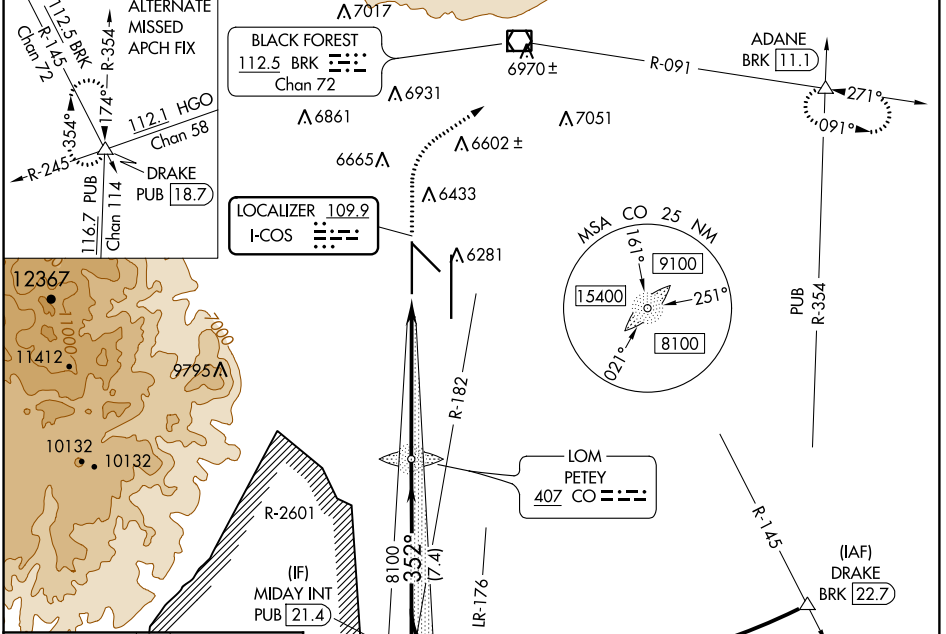 ALTERNATE
MISSED
APCH FIX
112.5 BRK
R-145
Chan 72
R-354
174°
354°
112.1 HGO
Chan 58
R-245
DRAKE
PUB 18.7
116.7 PUB
Chan 114
7017
BLACK FOREST
112.5 BRK
Chan 72
6970±
R-091
ADANE
BRK 11.1
271°
091°
6931
6861
7051
6602±
6665
6433
LOCALIZER 109.9
I-COS
6281
MSA CO 25 NM
161°
9100
15400
251°
8100
021°
PUB
R-354
12367
11000
11412
7000
9795
10132
10132
R-182
LOM
PETEY
407 CO
R-2601
8100
352°
(7.4)
LR-176
R-145
(IF)
MIDAY INT
PUB 21.4
(IAF)
DRAKE
BRK 22.7